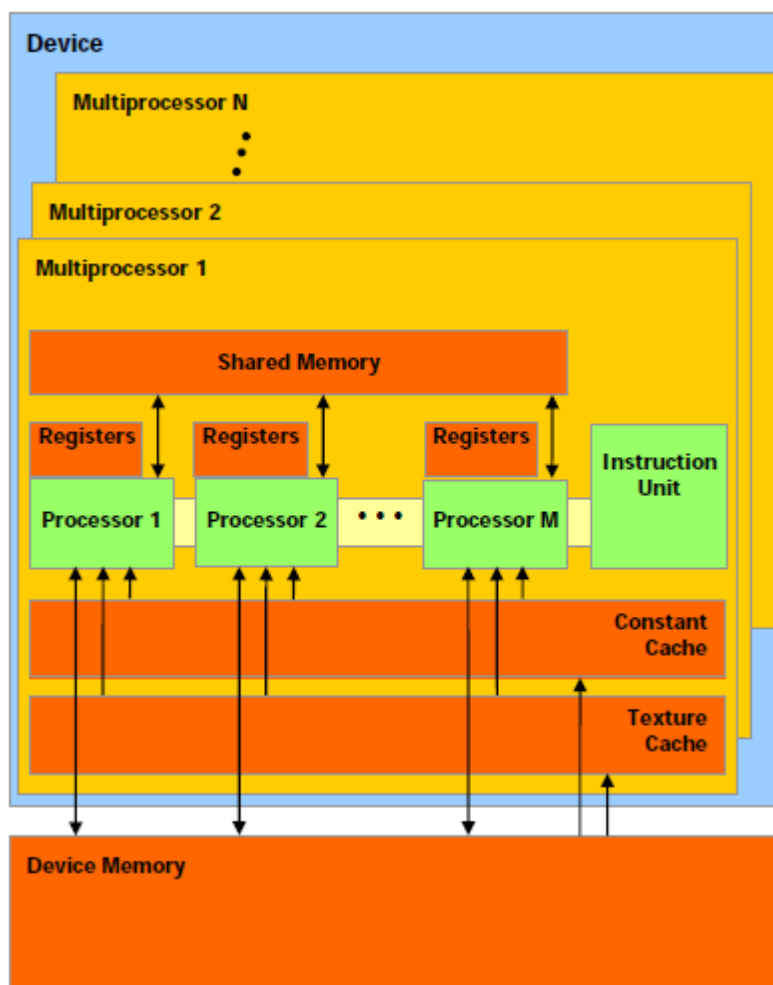 Device
Multiprocessor N
Multiprocessor 2
Multiprocessor 1
Shared Memory
Registers
Registers
Registers
Instruction
Unit
Processor 1
Processor 2
Processor M
Constant
Cache
Texture
Cache
Device Memory